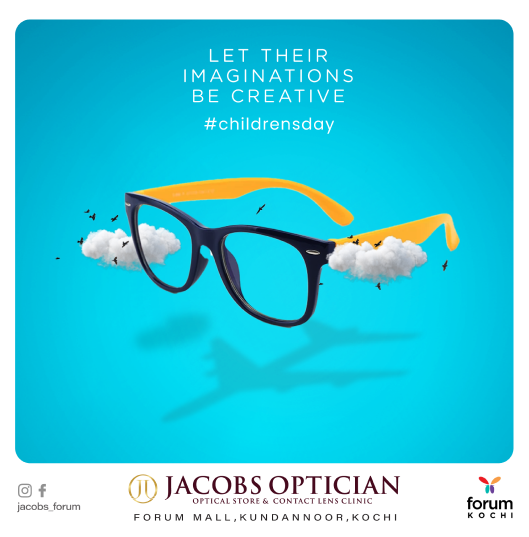 LET THEIR
IMAGINATIONS
BE CREATIVE
#childrensday
jacobs_forum
JACOBS OPTICIAN
OPTICAL STORE & CONTACT LENS CLINIC
FORUM MALL,KUNDANNOOR,KOCHI
forum
KOCHI